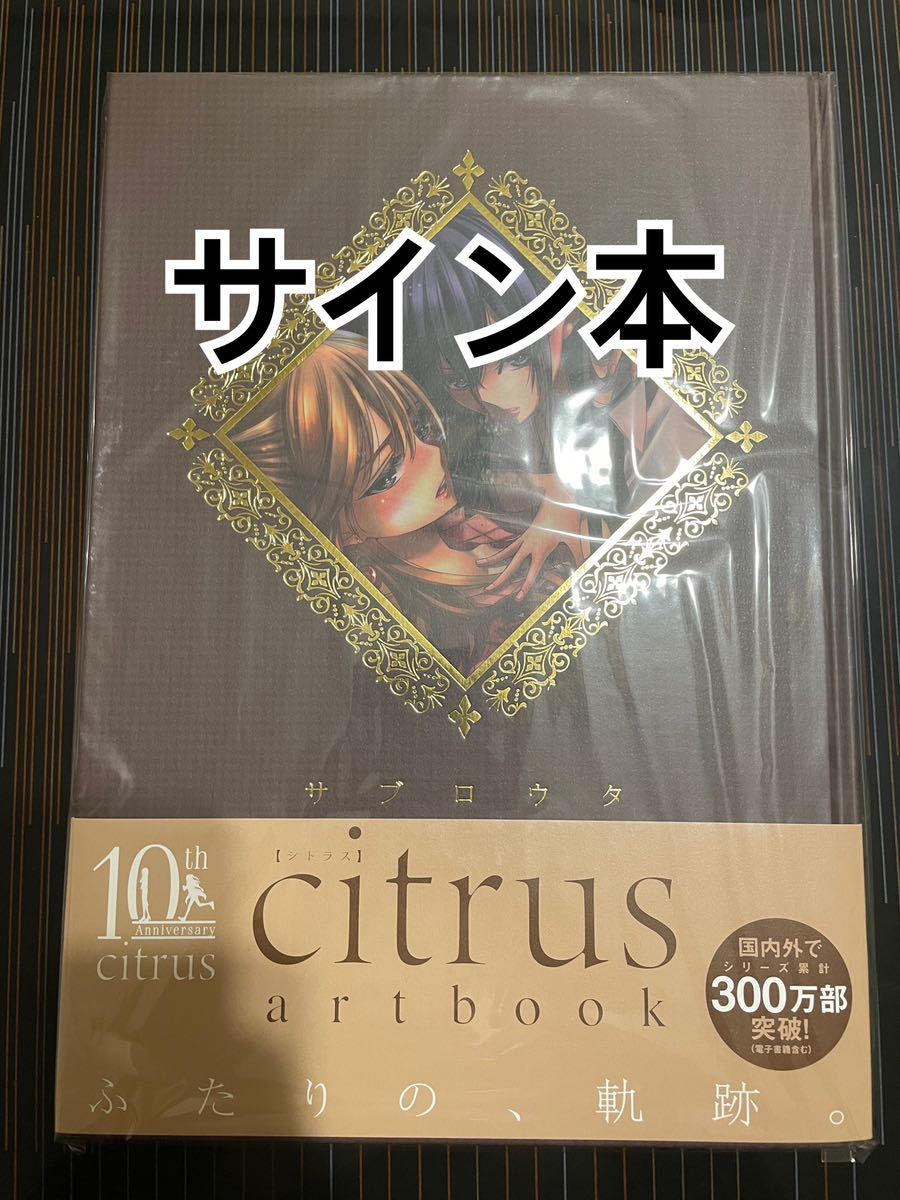 サイン本
サブロウタ
10th
Anniversary
citrus
【シトラス】
citrus
artbook
国内外で
シリーズ累計
300万部
突破!
(電子書籍含む)
ふたりの、軌跡。